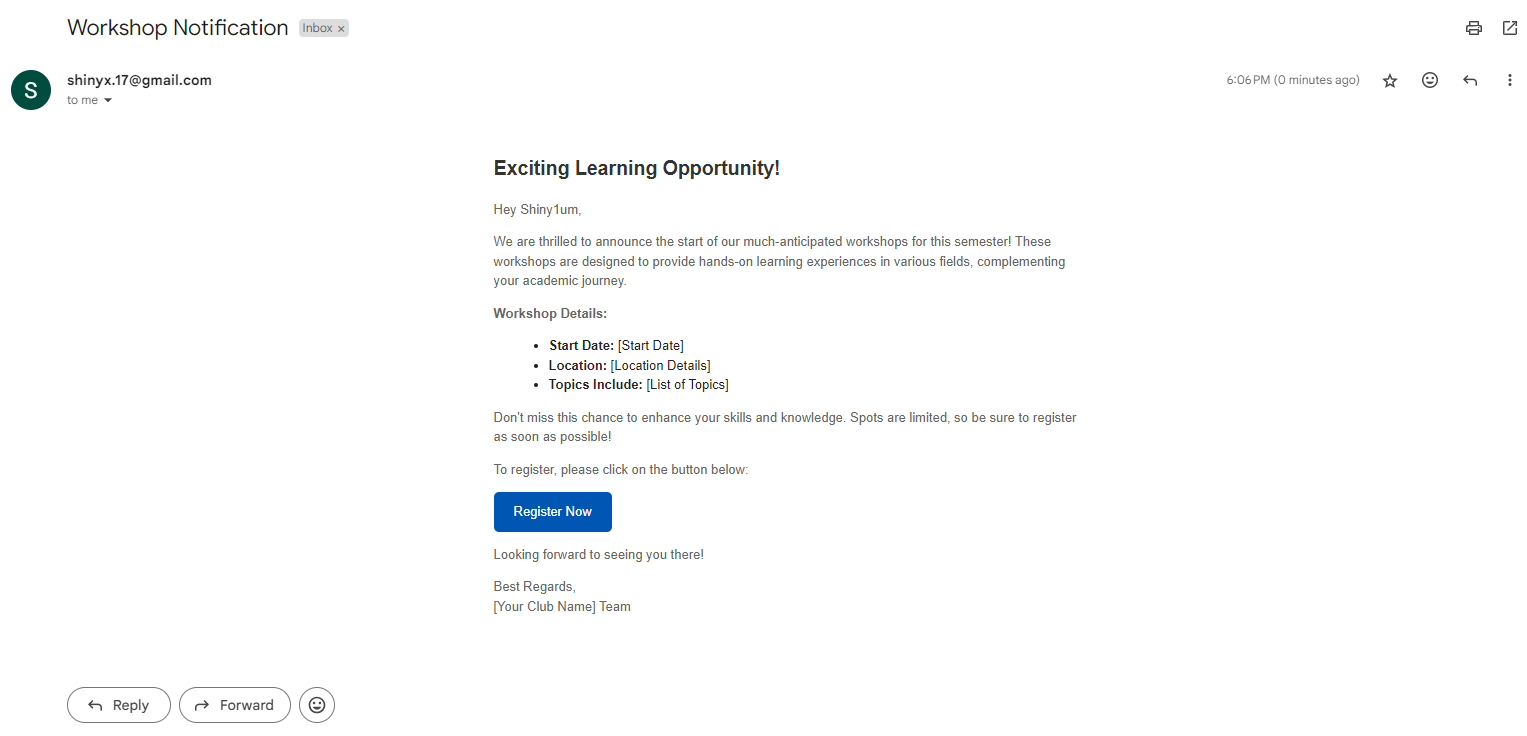 Workshop Notification Inbox ×
S
shinyx.17@gmail.com 6:06 PM (0 minutes ago)
to me
Exciting Learning Opportunity!
Hey Shiny1um,
We are thrilled to announce the start of our much-anticipated workshops for this semester! These
workshops are designed to provide hands-on learning experiences in various fields, complementing
your academic journey.
Workshop Details:
• Start Date: [Start Date]
• Location: [Location Details]
• Topics Include: [List of Topics]
Don't miss this chance to enhance your skills and knowledge. Spots are limited, so be sure to register
as soon as possible!
To register, please click on the button below:
Register Now
Looking forward to seeing you there!
Best Regards,
[Your Club Name] Team
Reply Forward